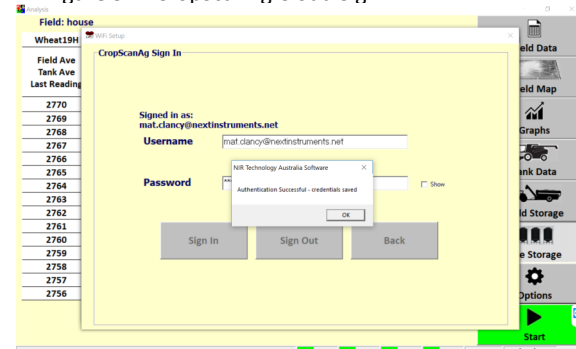 Analysis
Field: house
Wheat19H
Field Ave
Tank Ave
Last Reading
2770
2769
2768
2767
2766
2765
2764
2763
2762
2761
2760
2759
2758
2757
2756
WiFi Setup
CropScanAg Sign In
Signed in as:
mat.clancy@nextinstruments.net
Username
mat.clancy@nextinstruments.net
Password
Show
NIR Technology Australia Software
Authentication Successful - credentials saved
OK
Sign In
Sign Out
Back
eld Data
eld Map
Graphs
ank Data
ld Storage
e Storage
Options
Start